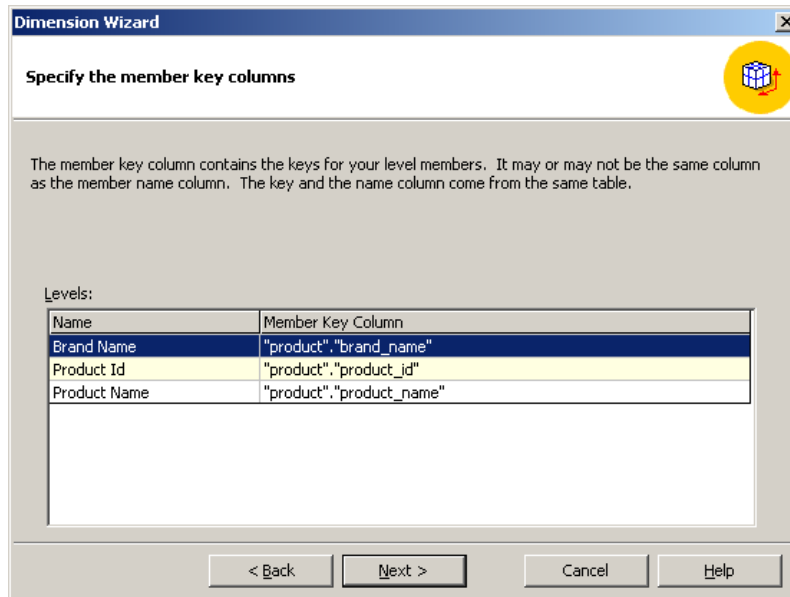 Dimension Wizard
Specify the member key columns
The member key column contains the keys for your level members. It may or may not be the same column
as the member name column. The key and the name column come from the same table.
Levels:
Name Member Key Column
Brand Name "product"."brand_name"
Product Id "product"."product_id"
Product Name "product"."product_name"
< Back Next > Cancel Help